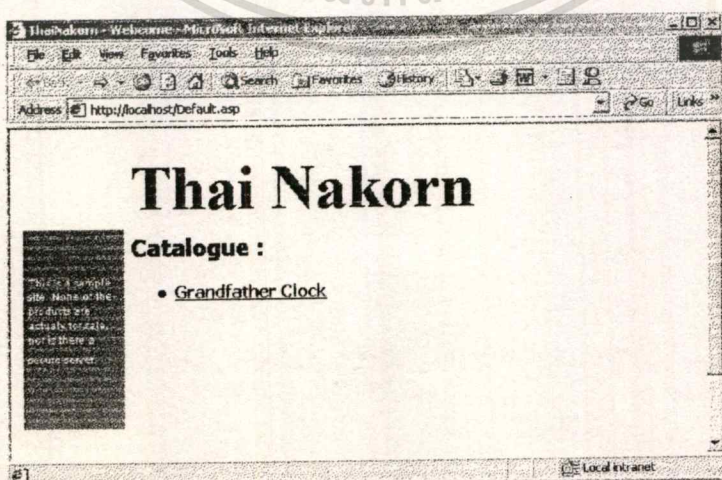 ThaiNakorn - Welcome - Microsoft Internet Explorer
File Edit View Favorites Tools Help
Search Favorites History
Address http://localhost/Default.asp Go Links »
Thai Nakorn
Catalogue :
• Grandfather Clock
This is a sample
site. None of the
products are
actualy for sale,
nor is there a
secure server.
Local intranet